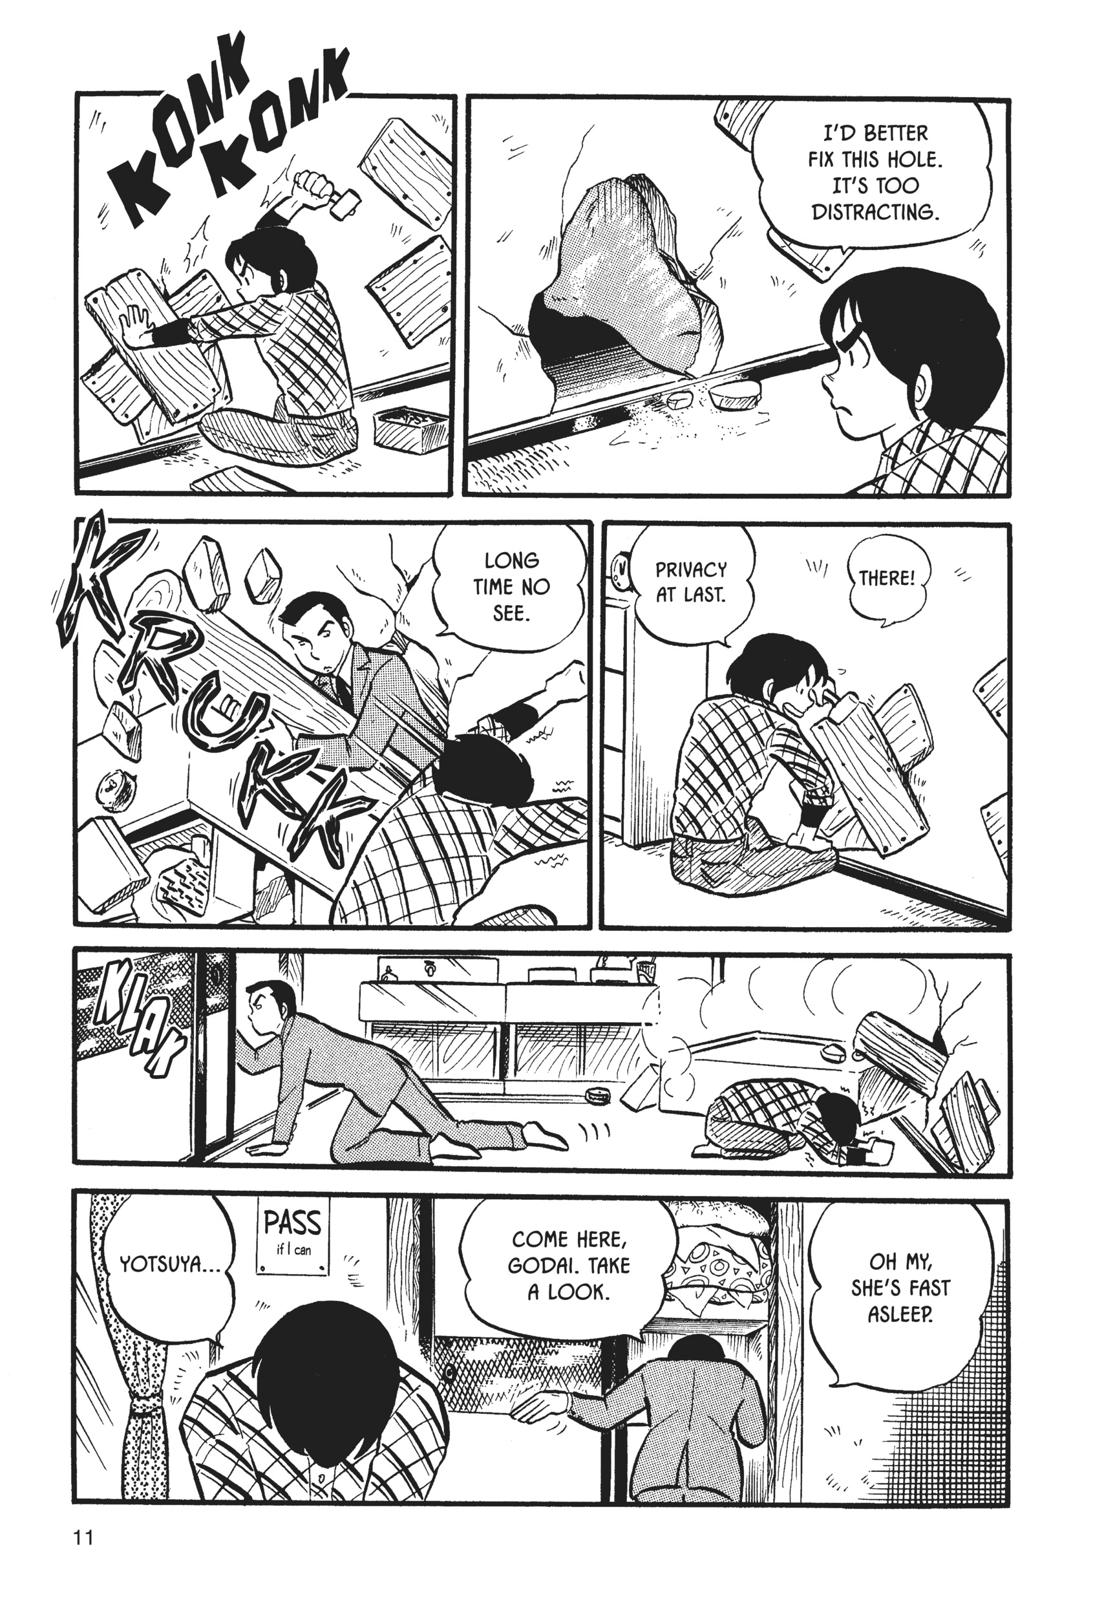 I'D BETTER
FIX THIS HOLE.
IT'S TOO
DISTRACTING.
KONK
KONK
THERE!
PRIVACY
AT LAST.
LONG
TIME NO
SEE.
KRUKK
KLAK
OH MY,
SHE'S FAST
ASLEEP.
COME HERE,
GODAI. TAKE
A LOOK.
PASS
if I can
YOTSUYA...
11